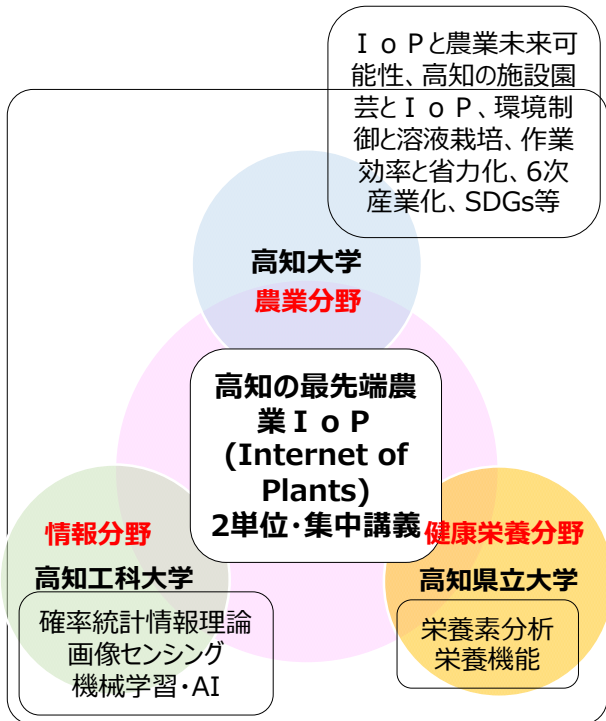 ＩｏＰと農業未来可
能性、高知の施設園
芸とＩｏＰ、環境制
御と溶液栽培、作業
効率と省力化、6次
産業化、SDGs等
高知大学
農業分野
高知の最先端農
業ＩｏＰ
(Internet of
Plants)
2単位・集中講義
情報分野
高知工科大学
確率統計情報理論
画像センシング
機械学習・AI
健康栄養分野
高知県立大学
栄養素分析
栄養機能